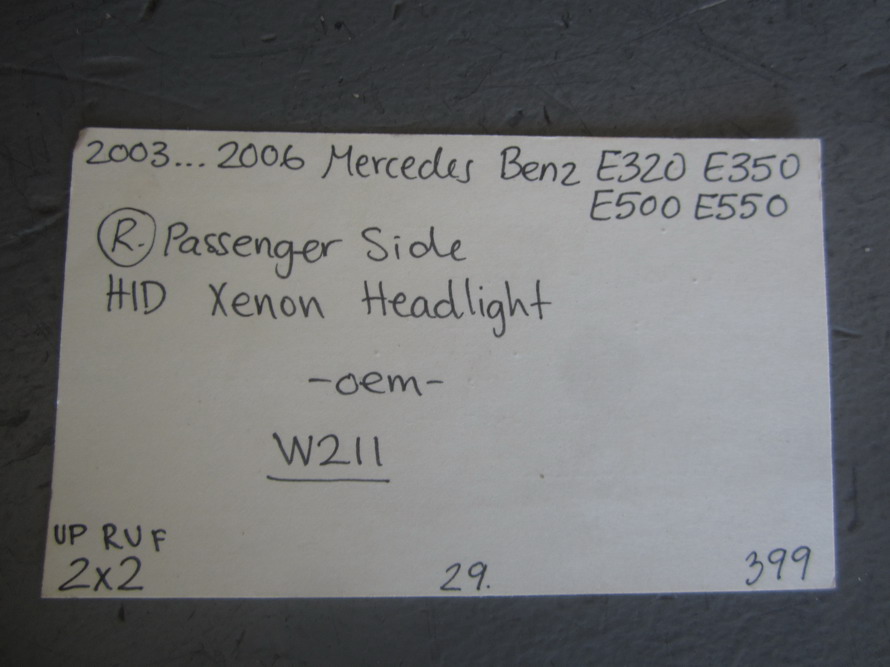 2003... 2006 Mercedes Benz E320 E350
E500 E550
R. Passenger Side
HID Xenon Headlight
-oem-
W211
UP RUF
2x2 29. 399